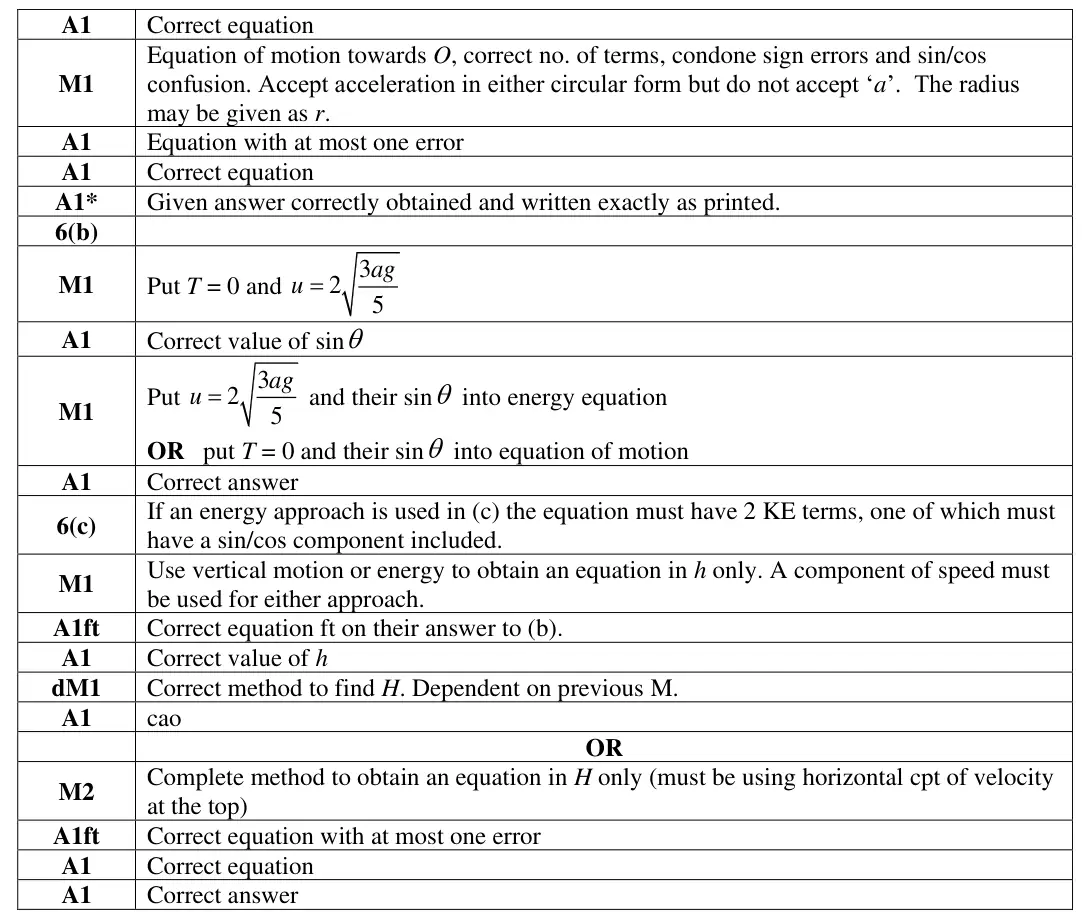 A1 Correct equation
Equation of motion towards O, correct no. of terms, condone sign errors and sin/cos
M1 confusion. Accept acceleration in either circular form but do not accept ‘a’. The radius
may be given as r.
A1 Equation with at most one error
A1 Correct equation
A1* Given answer correctly obtained and written exactly as printed.
6(b)
M1 Put T = 0 and u = 2√(3ag/5)
A1 Correct value of sin θ
M1 Put u = 2√(3ag/5) and their sin θ into energy equation
OR put T = 0 and their sin θ into equation of motion
A1 Correct answer
6(c) If an energy approach is used in (c) the equation must have 2 KE terms, one of which must
have a sin/cos component included.
M1 Use vertical motion or energy to obtain an equation in h only. A component of speed must
be used for either approach.
A1ft Correct equation ft on their answer to (b).
A1 Correct value of h
dM1 Correct method to find H. Dependent on previous M.
A1 cao
OR
M2 Complete method to obtain an equation in H only (must be using horizontal cpt of velocity
at the top)
A1ft Correct equation with at most one error
A1 Correct equation
A1 Correct answer